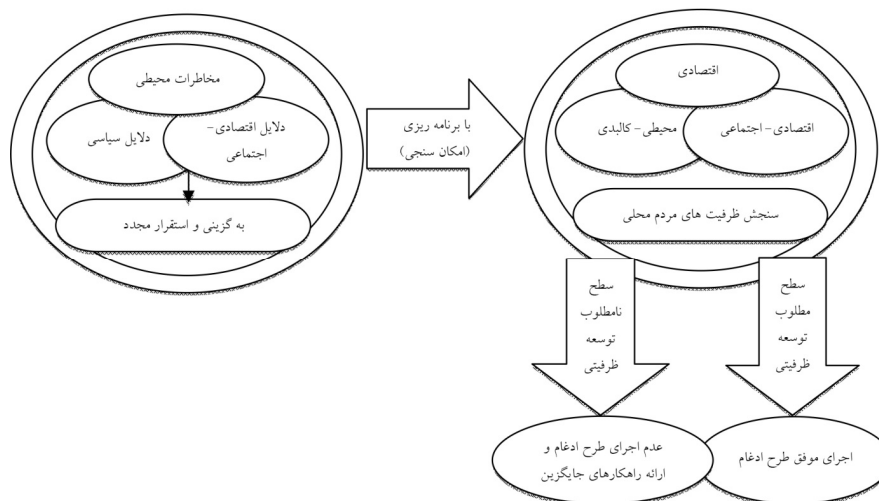 مخاطرات محیطی
دلایل سیاسی
دلایل اقتصادی-
اجتماعی
به گزینی و استقرار مجدد
با برنامه ریزی
(امکان سنجی)
اقتصادی
محیطی-کالبدی
اقتصادی-اجتماعی
سنجش ظرفیت های مردم محلی
سطح
نامطلوب
توسعه
ظرفیتی
سطح
مطلوب
توسعه
ظرفیتی
عدم اجرای طرح ادغام و
ارائه راهکارهای جایگزین
اجرای موفق طرح ادغام